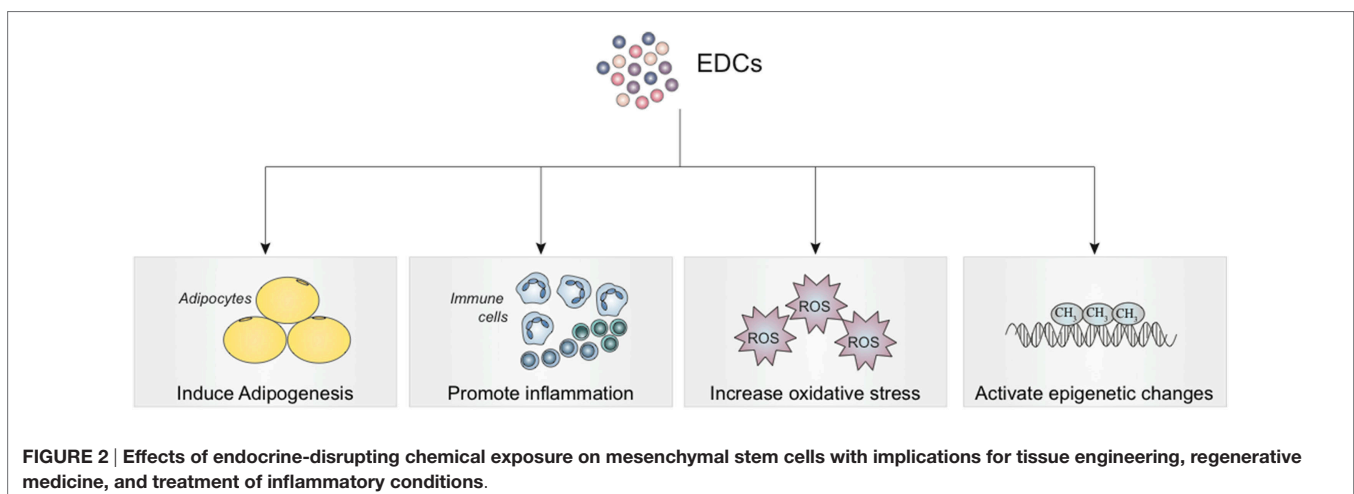 EDCs
Adipocytes
Induce Adipogenesis
Immune
cells
Promote inflammation
ROS
ROS
ROS
Increase oxidative stress
CH₃ CH₃ CH₃
Activate epigenetic changes
FIGURE 2 | Effects of endocrine-disrupting chemical exposure on mesenchymal stem cells with implications for tissue engineering, regenerative
medicine, and treatment of inflammatory conditions.